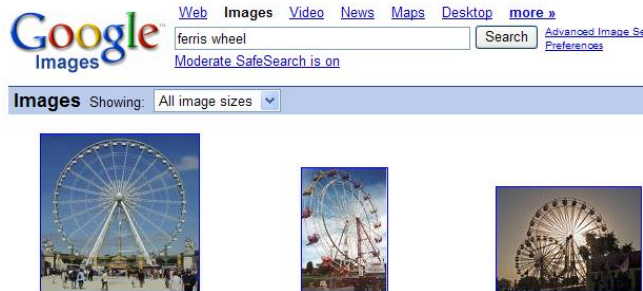 Web Images Video News Maps Desktop more »
Google
Images
ferris wheel Search Advanced Image Se
Preferences
Moderate SafeSearch is on
Images Showing: All image sizes